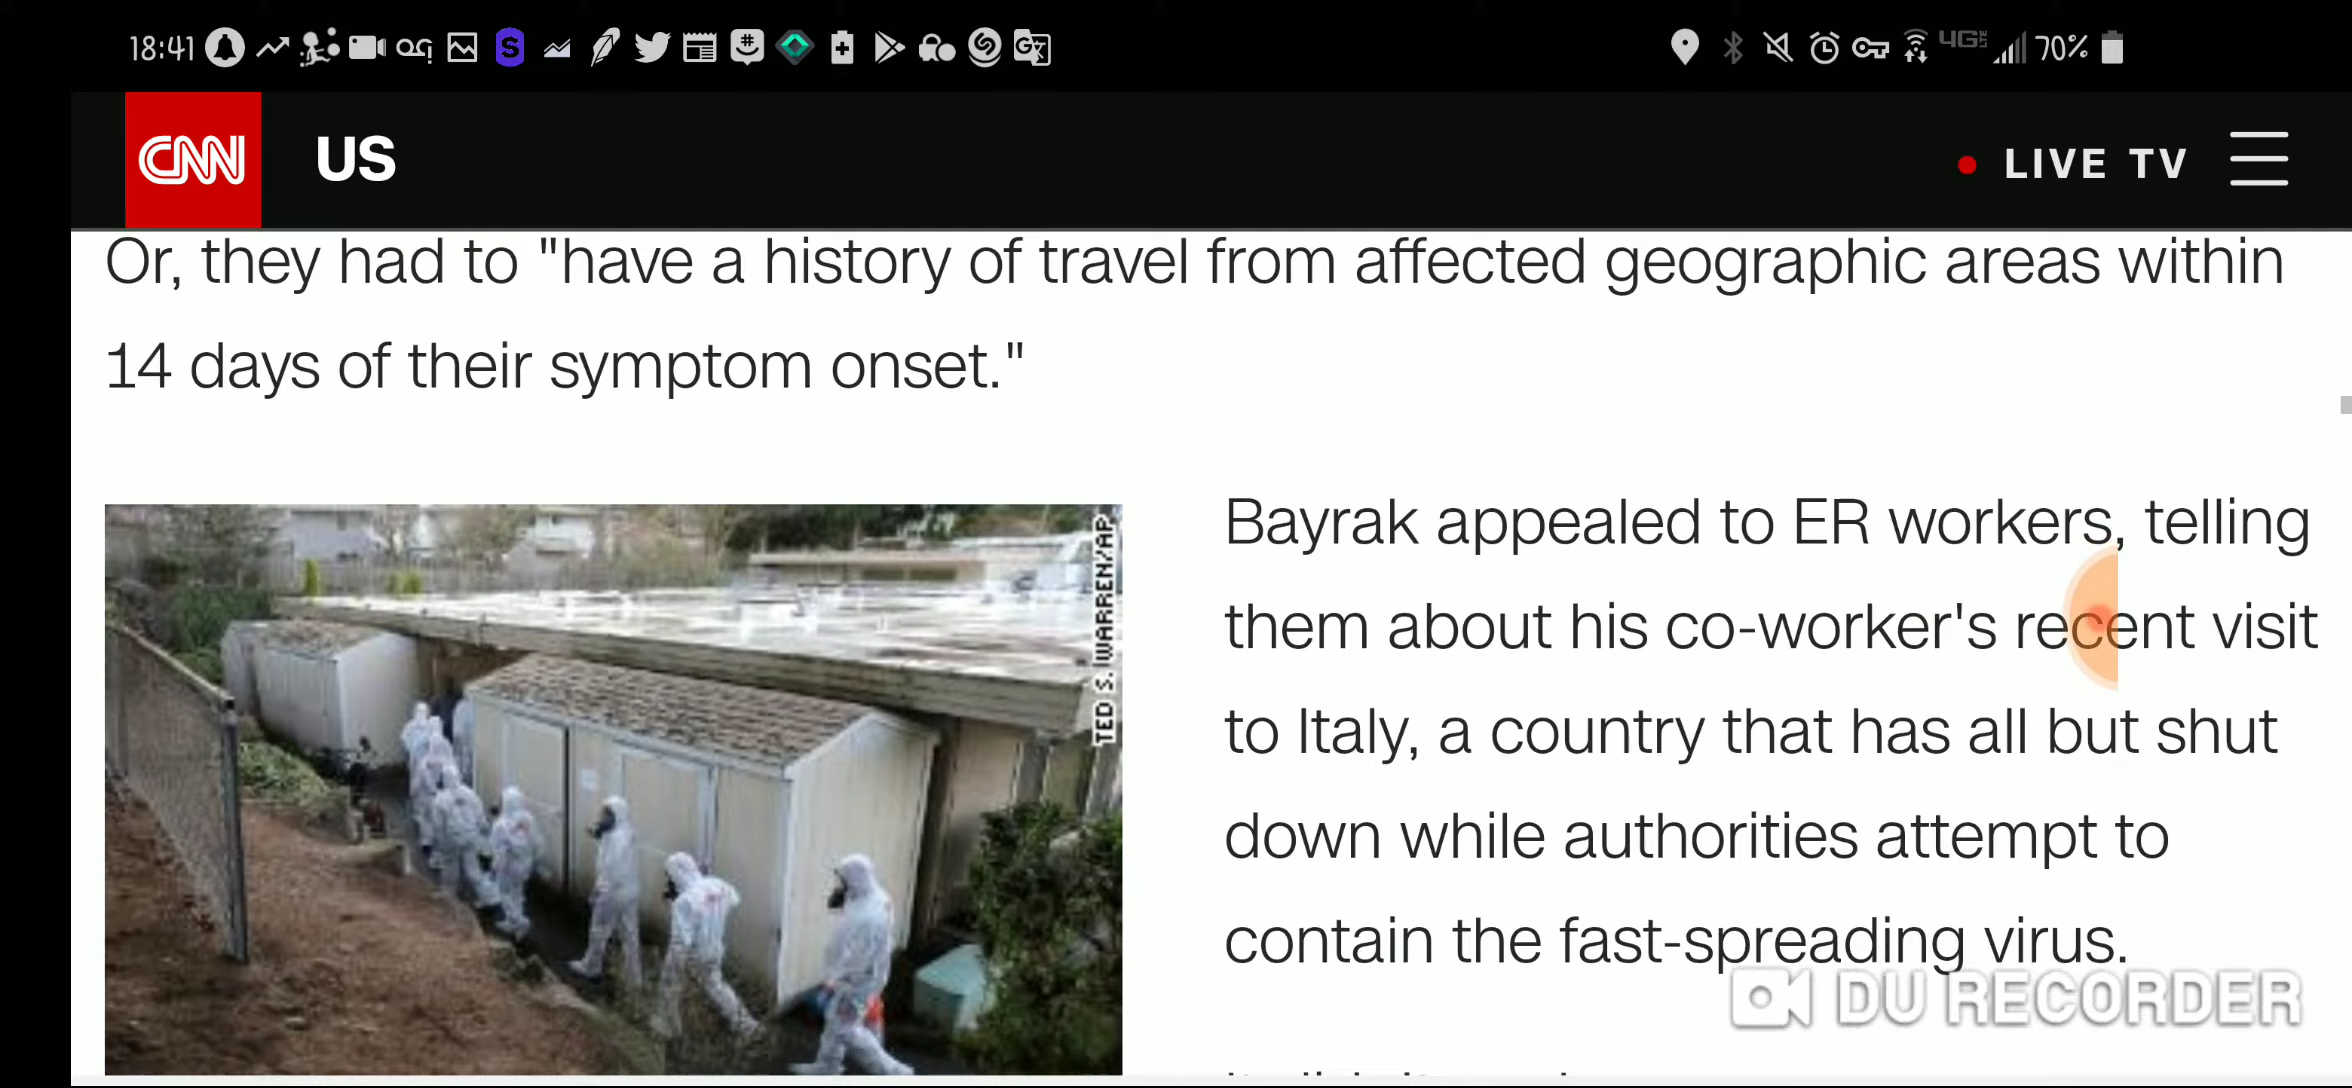 18:41
4G LTE
70%
CNN US
LIVE TV
Or, they had to "have a history of travel from affected geographic areas within
14 days of their symptom onset."
TED S. WARREN/AP
Bayrak appealed to ER workers, telling
them about his co-worker's recent visit
to Italy, a country that has all but shut
down while authorities attempt to
contain the fast-spreading virus.
DU RECORDER